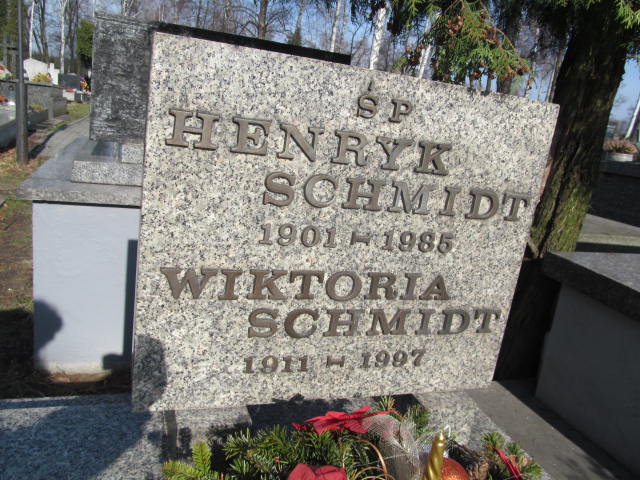 ŚP
HENRYK
SCHMIDT
1901 – 1985
WIKTORIA
SCHMIDT
1911 – 1997